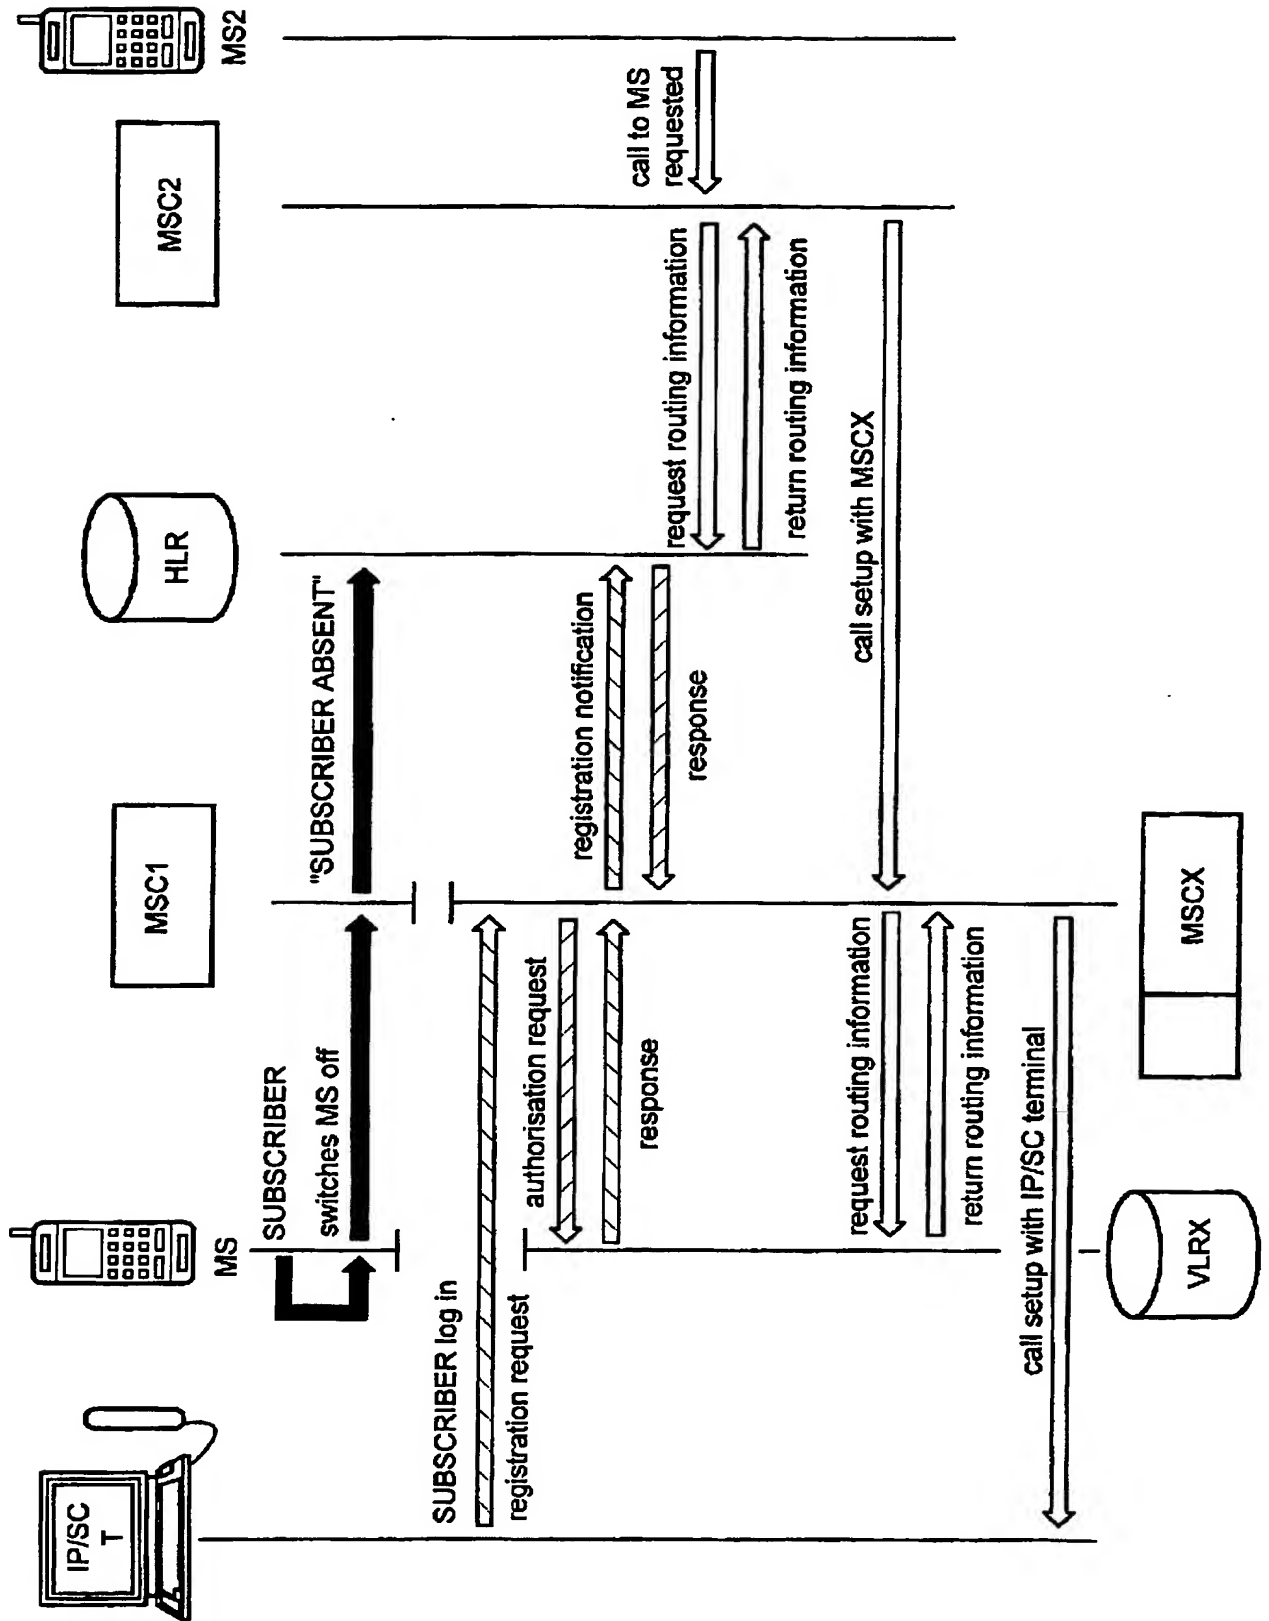 IP/SC
T
MS
MSC1
HLR
MSC2
MS2
SUBSCRIBER
switches MS off
"SUBSCRIBER ABSENT"
SUBSCRIBER log in
registration request
authorisation request
response
registration notification
response
call to MS
requested
request routing information
return routing information
call setup with MSCX
request routing information
return routing information
call setup with IP/SC terminal
VLRX
MSCX